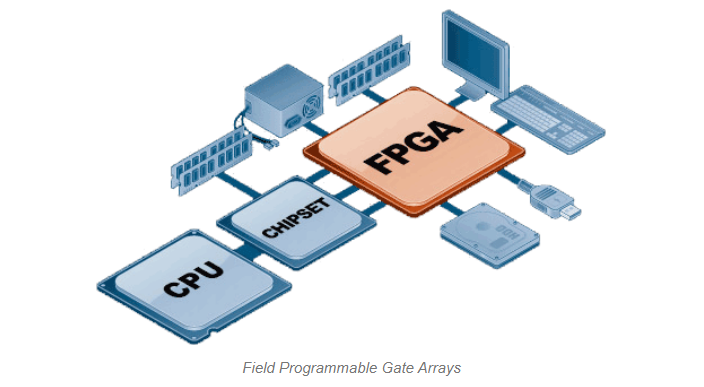 FPGA
CHIPSET
CPU
Field Programmable Gate Arrays